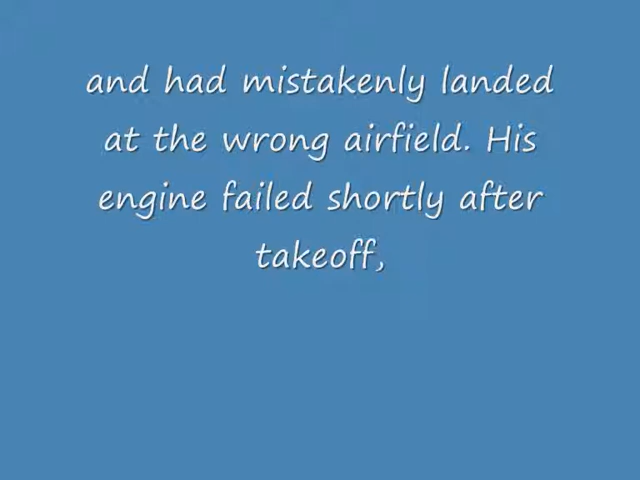 and had mistakenly landed
at the wrong airfield. His
engine failed shortly after
takeoff,